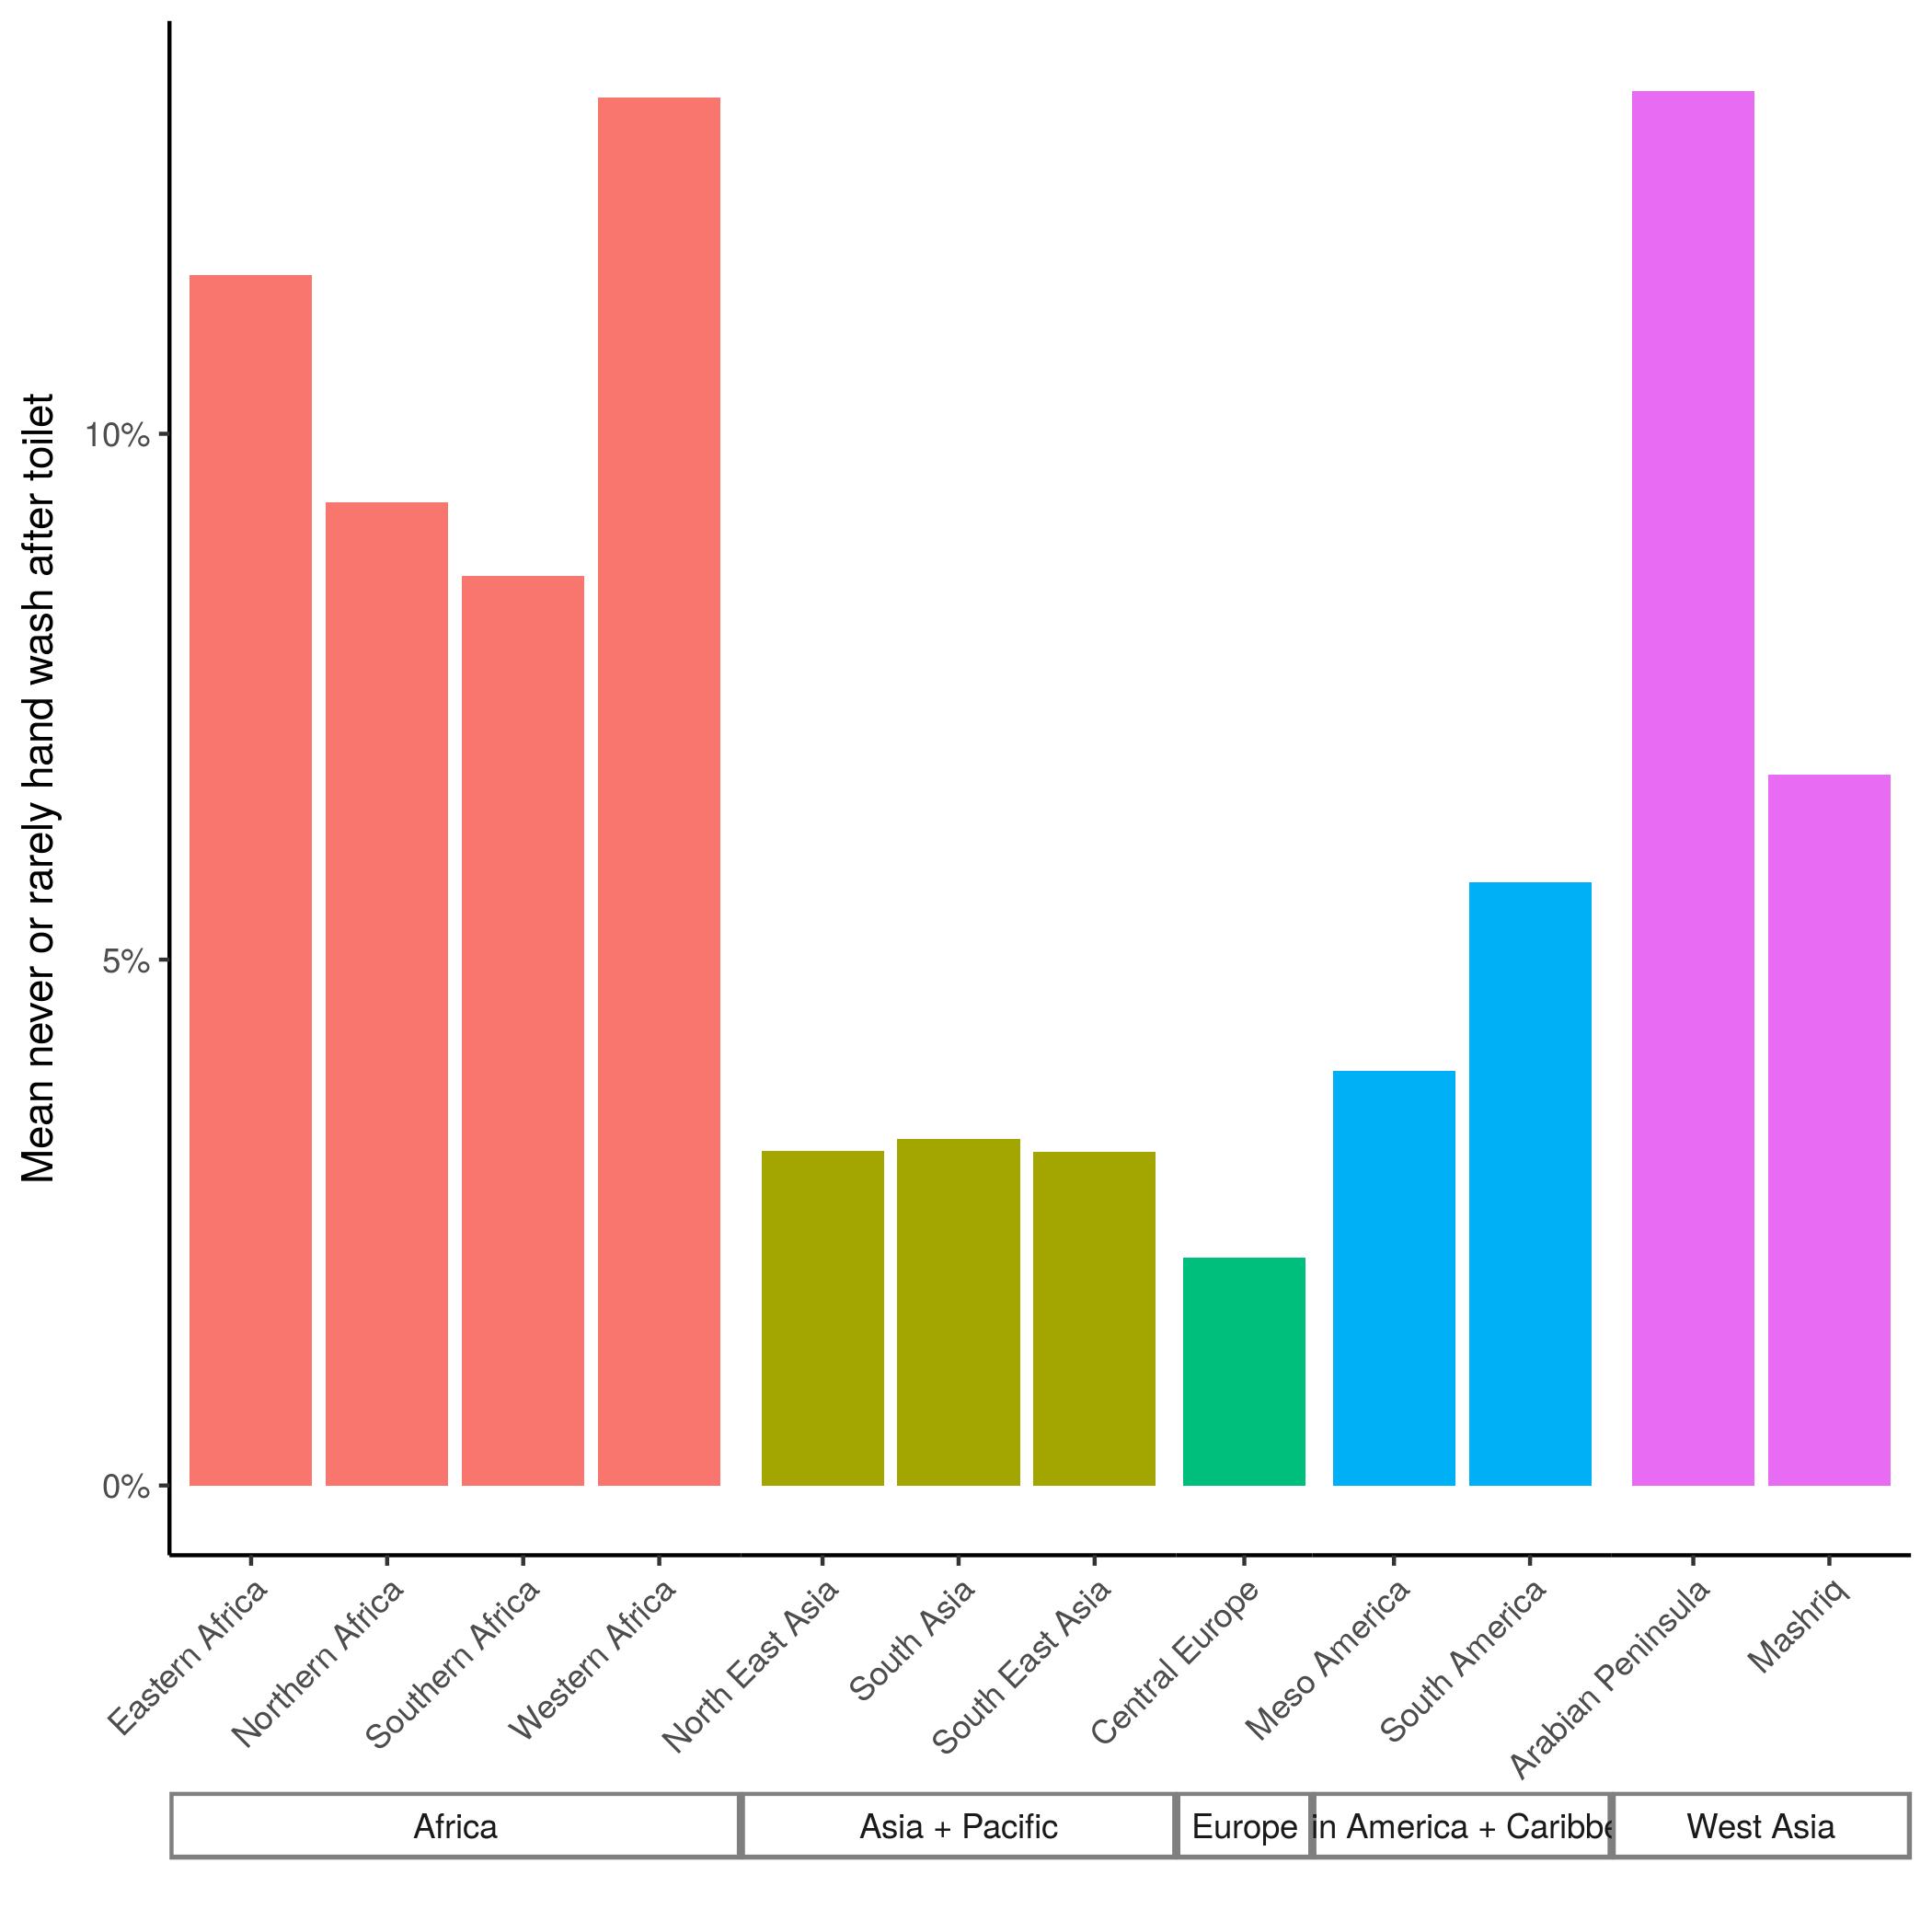 Mean never or rarely hand wash after toilet
10%
5%
0%
Eastern Africa
Northern Africa
Southern Africa
Western Africa
North East Asia
South Asia
South East Asia
Central Europe
Meso America
South America
Arabian Peninsula
Mashriq
Africa
Asia + Pacific
Europe
in America + Caribbe
West Asia